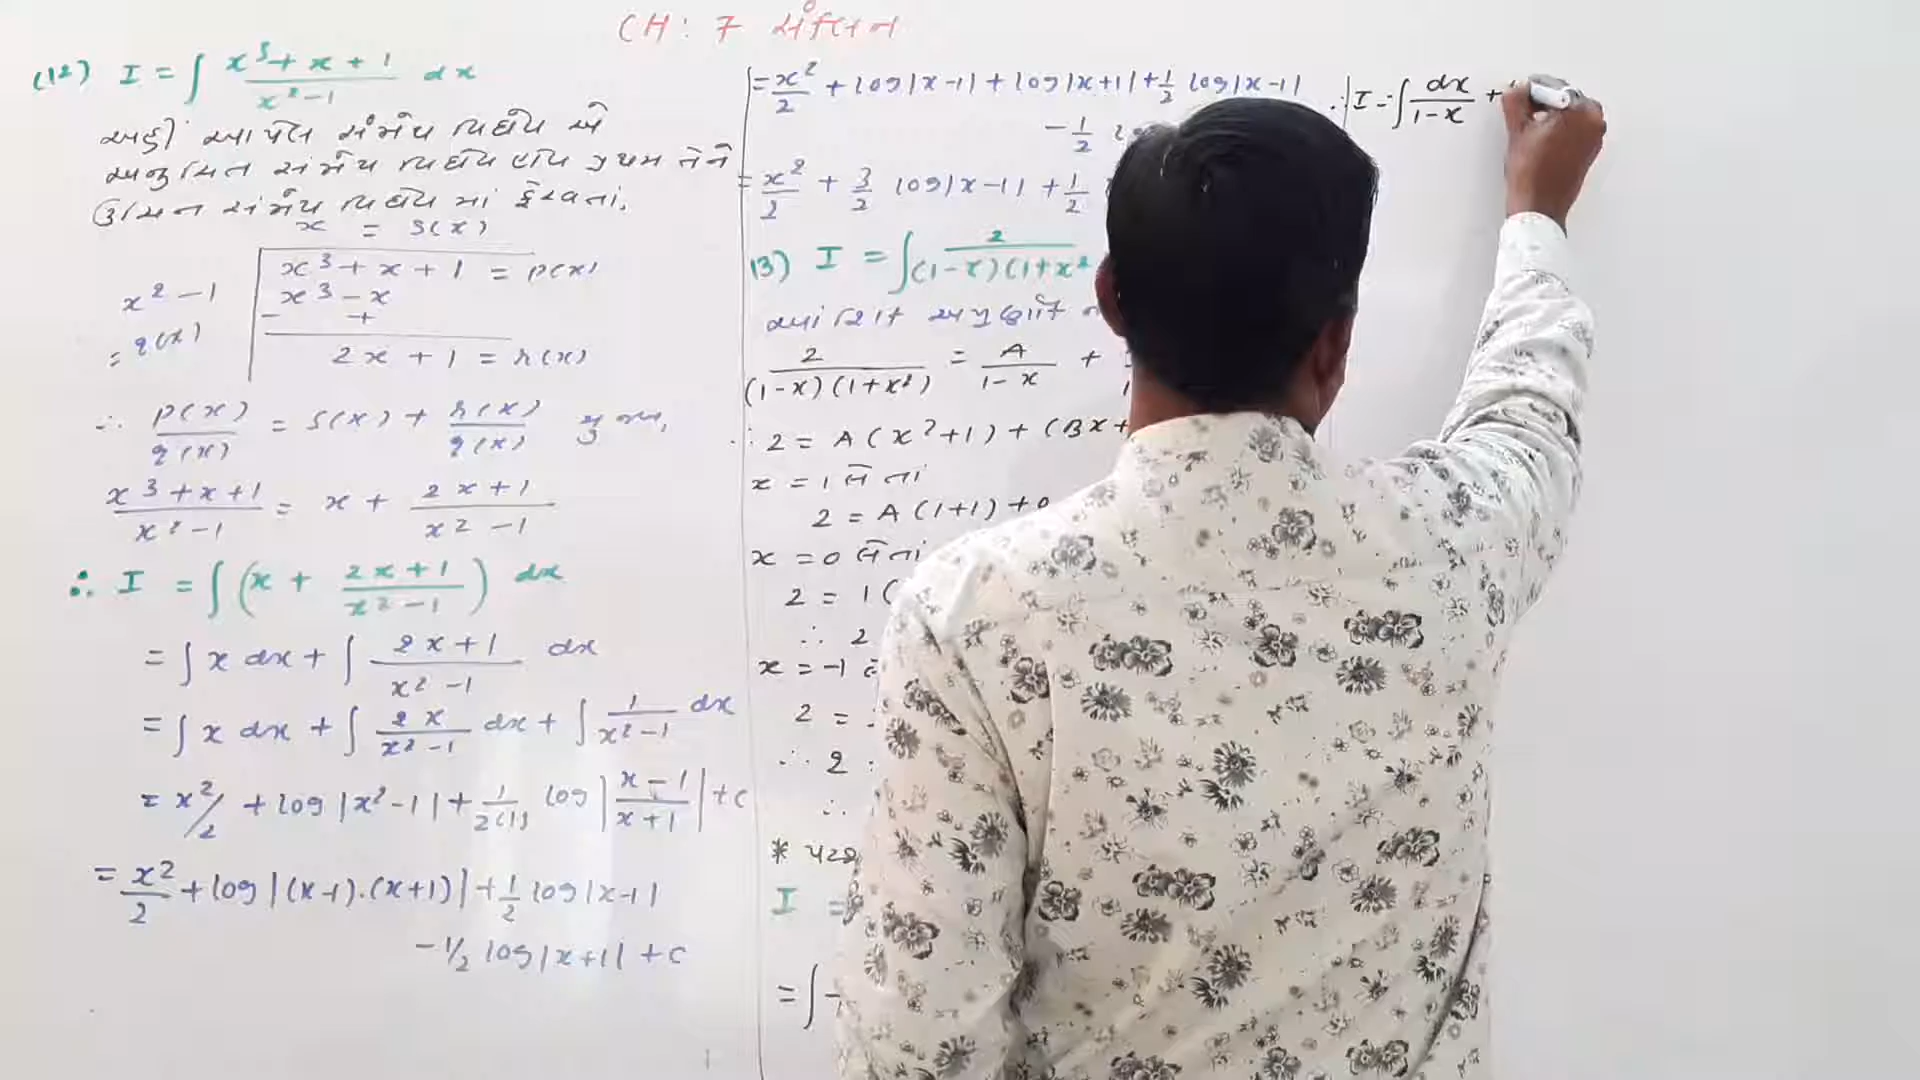 CH: 7 સંકલન
(12) I = ∫ x³ + x + 1 / x² - 1 dx
અહીં આપેલ સંમેય વિધેય એ
અનુચિત સંમેય વિધેય હોય પ્રથમ તેને
ઉચિત સંમેય વિધેય માં ફેરવતા,
x = s(x)
x³ + x + 1 = p(x)
x² - 1
x³ - x
- +
= q(x)
2x + 1 = r(x)
∴ p(x)/q(x) = s(x) + r(x)/q(x)
x³ + x + 1 / x² - 1 = x + 2x + 1 / x² - 1
∴ I = ∫ (x + 2x + 1 / x² - 1) dx
= ∫ x dx + ∫ 2x + 1 / x² - 1 dx
= ∫ x dx + ∫ 2x / x² - 1 dx + ∫ 1 / x² - 1 dx
= x²/2 + log |x² - 1| + 1/2(1) log |x - 1 / x + 1| + c
= x²/2 + log |(x-1).(x+1)| + 1/2 log |x-1|
- 1/2 log |x+1| + c
= x²/2 + log |x-1| + log |x+1| + 1/2 log |x-1|
- 1/2
= x²/2 + 3/2 log |x-1| + 1/2
13) I = ∫ 2 / (1-x)(1+x²
આંશિક
2 / (1-x)(1+x²) = A / 1-x +
∴ 2 = A(x²+1) + (Bx+
x = 1 લેતાં
2 = A(1+1) + 0
x = 0 લેતાં
2 = 1(
∴ 2
x = -1
2 =
∴ 2
∴
*
I =
= ∫
∴ I = ∫ dx / 1-x +